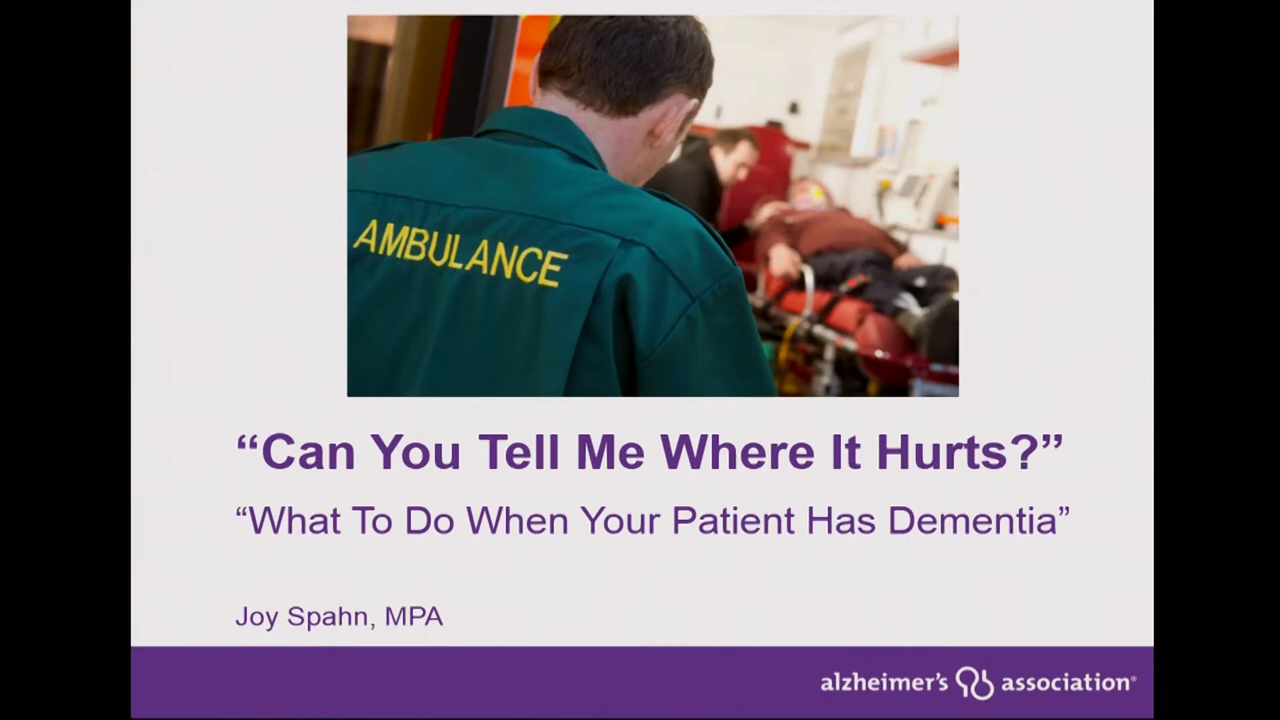 AMBULANCE
“Can You Tell Me Where It Hurts?”
“What To Do When Your Patient Has Dementia”
Joy Spahn, MPA
alzheimer's association®